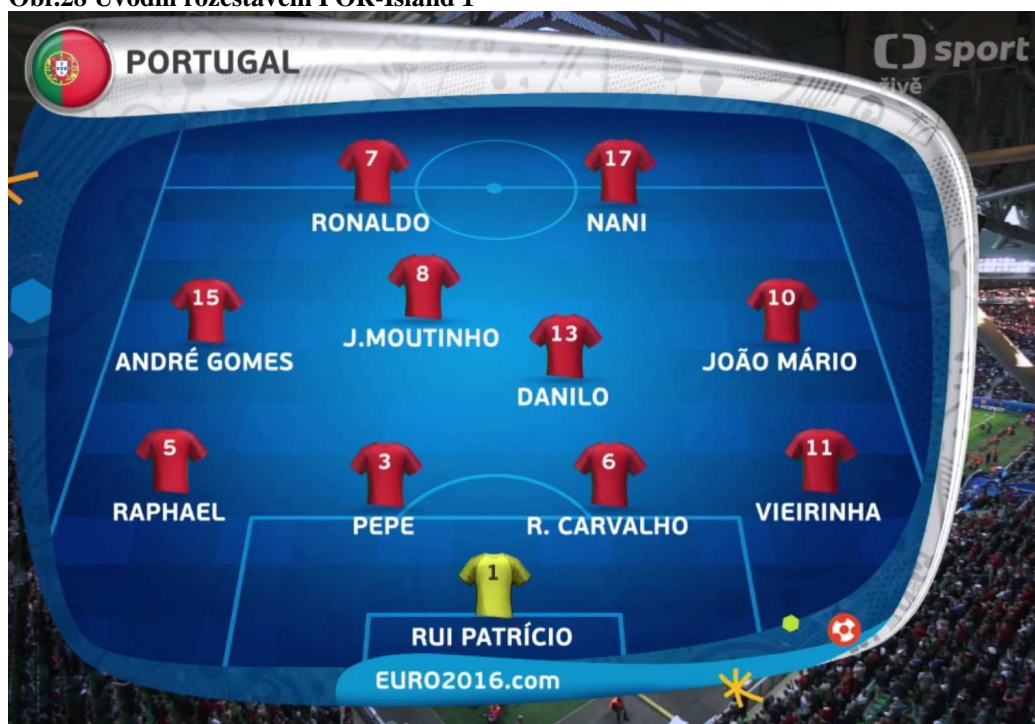 Obr.28 Úvodní rozestavení POR-Island 1
PORTUGAL
sport
živě
7
RONALDO
17
NANI
8
J.MOUTINHO
15
ANDRÉ GOMES
10
JOÃO MÁRIO
13
DANILO
5
RAPHAEL
3
PEPE
6
R. CARVALHO
11
VIEIRINHA
1
RUI PATRÍCIO
EURO2016.com